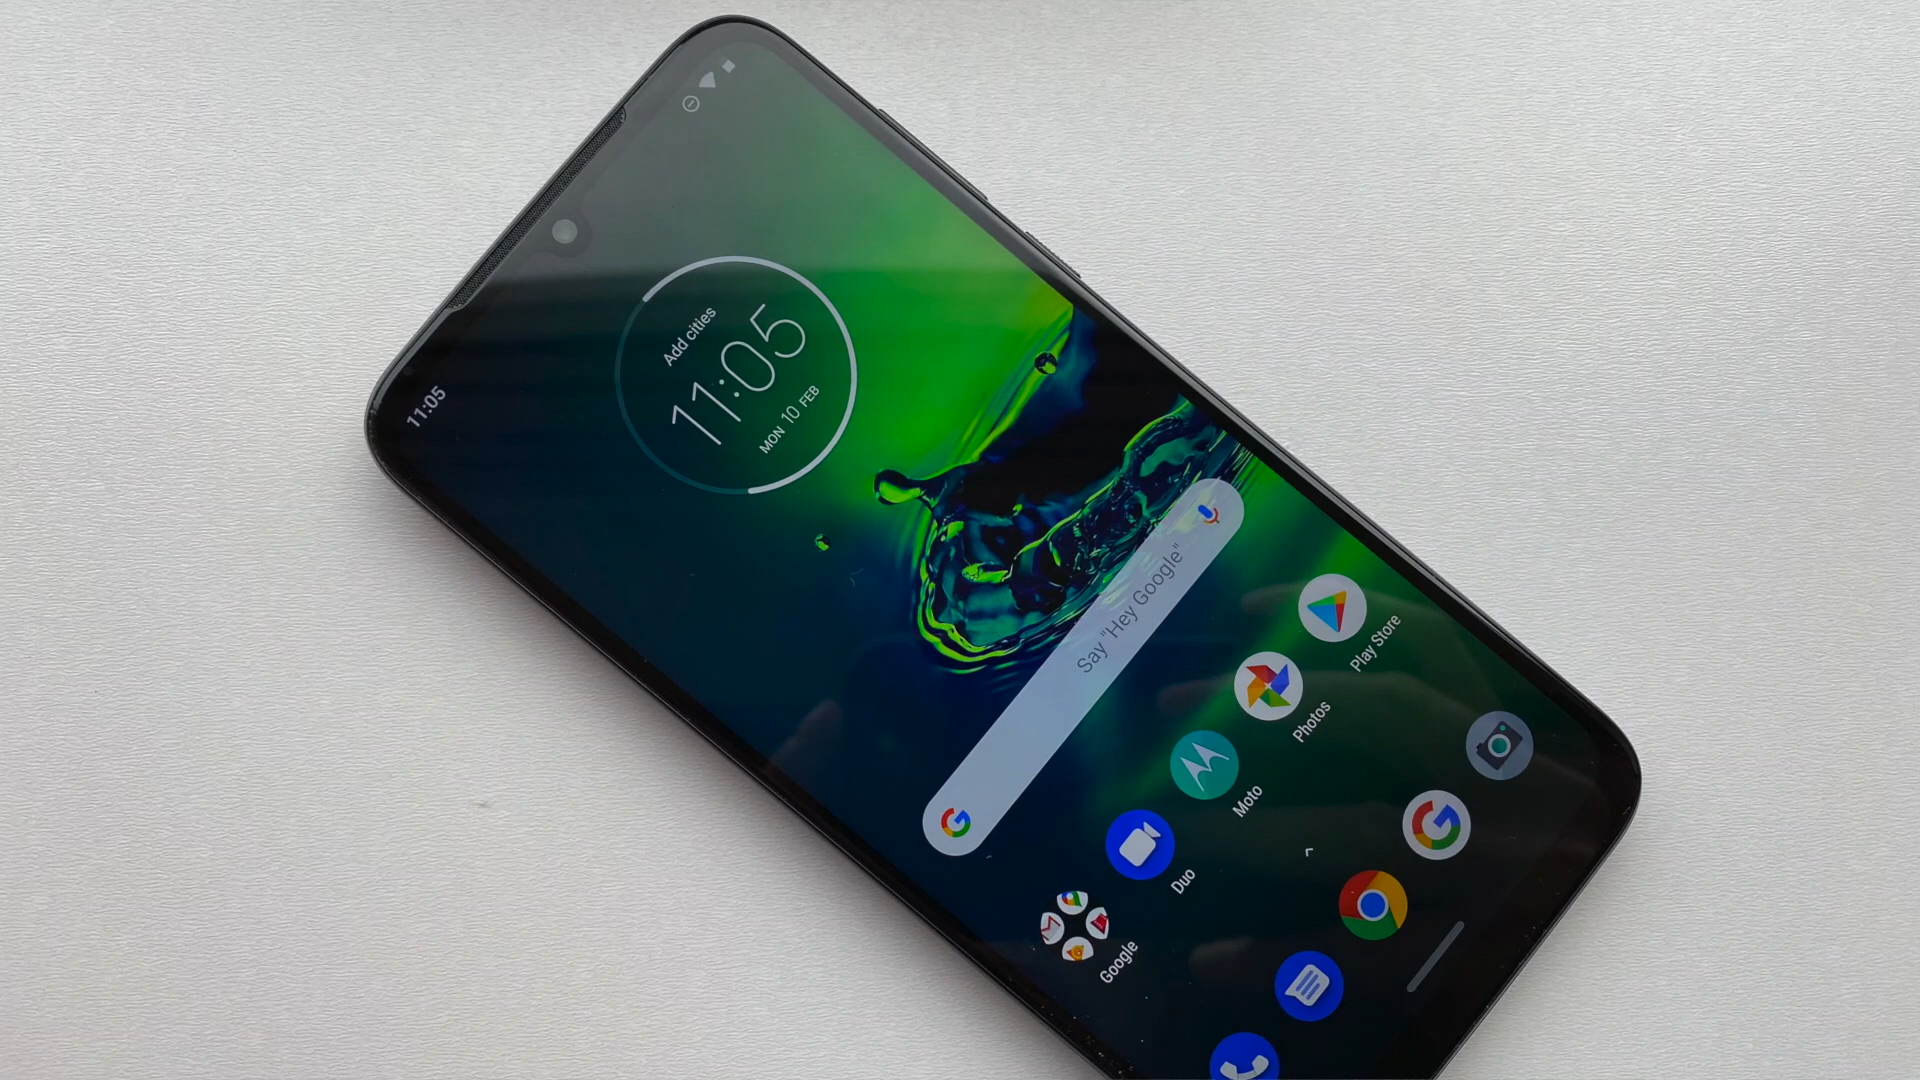 11:05
Add cities
11:05
MON 10 FEB
Say "Hey Google"
Google
Duo
Moto
Photos
Play Store